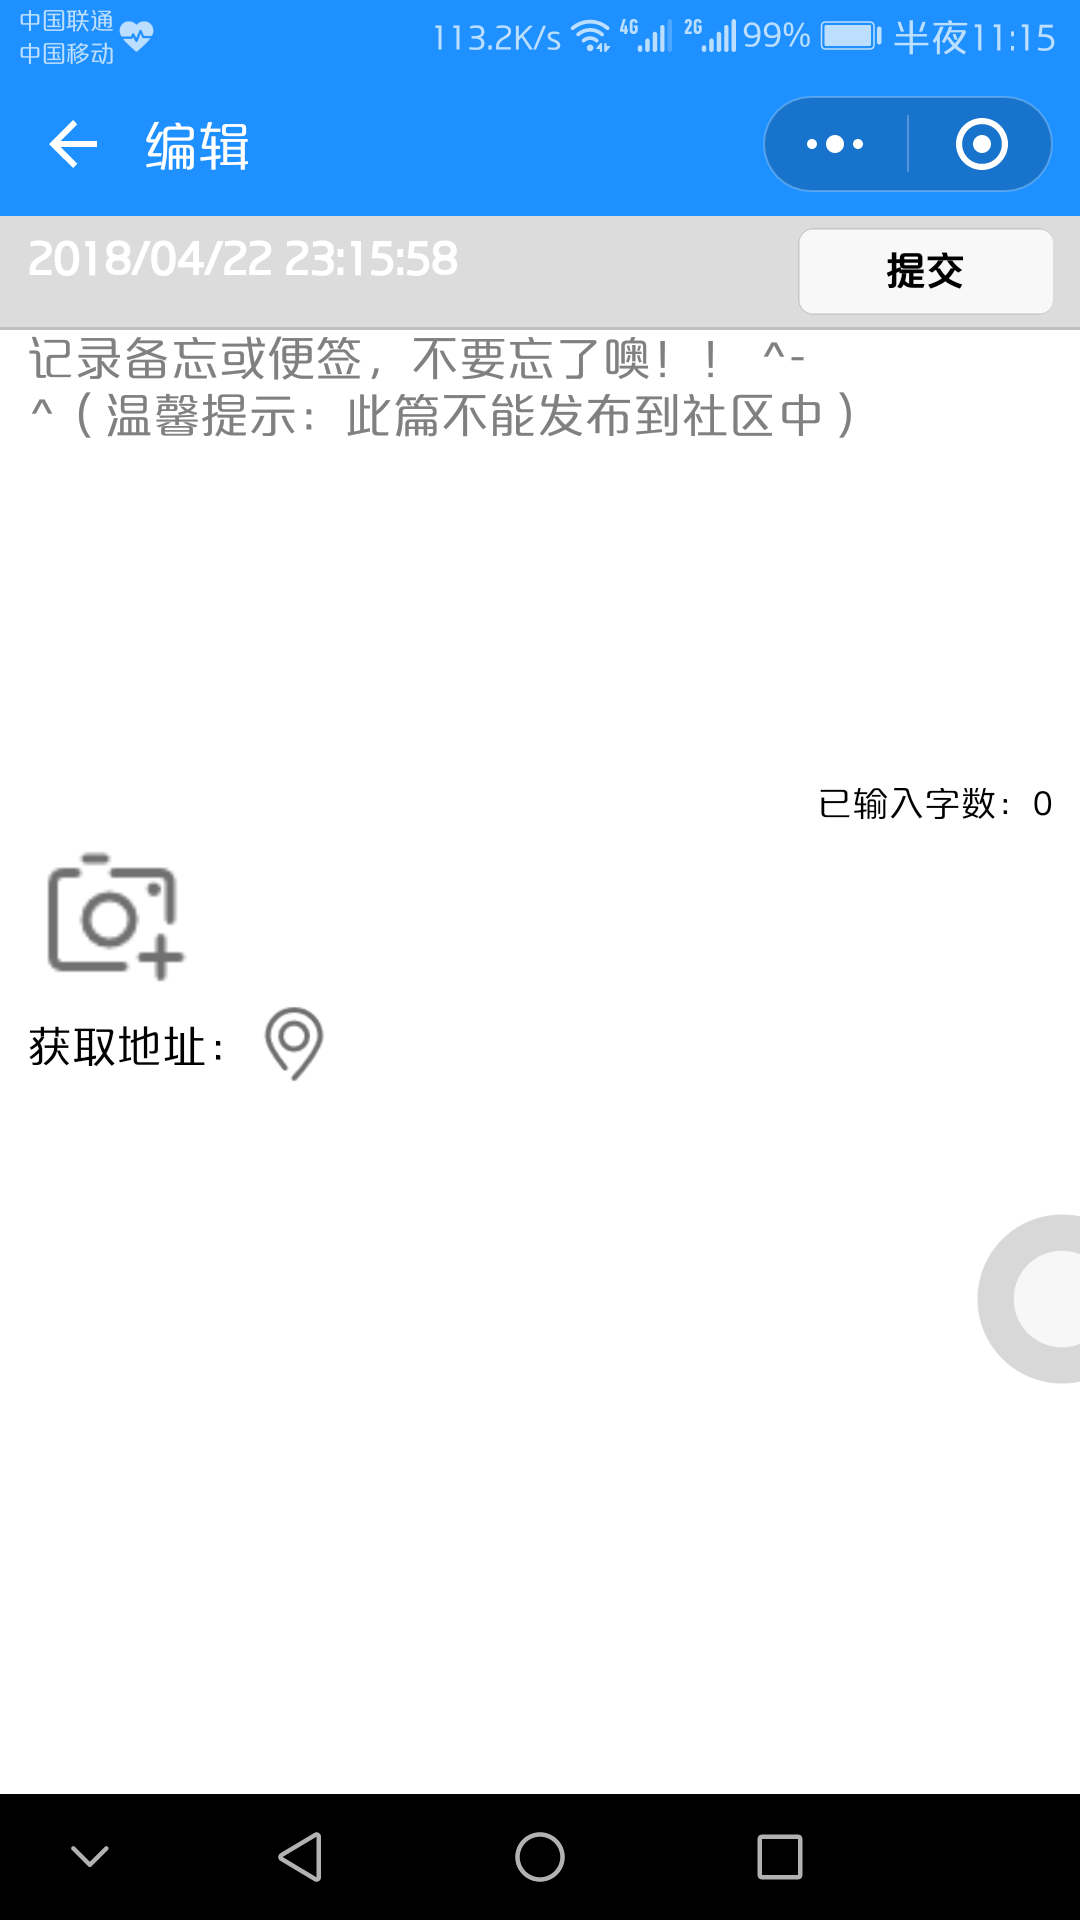 中国联通
中国移动
113.2K/s 4G 2G 99% 半夜11:15
编辑
2018/04/22 23:15:58
提交
记录备忘或便签，不要忘了噢！！ ^-
^（温馨提示：此篇不能发布到社区中）
已输入字数：0
获取地址：